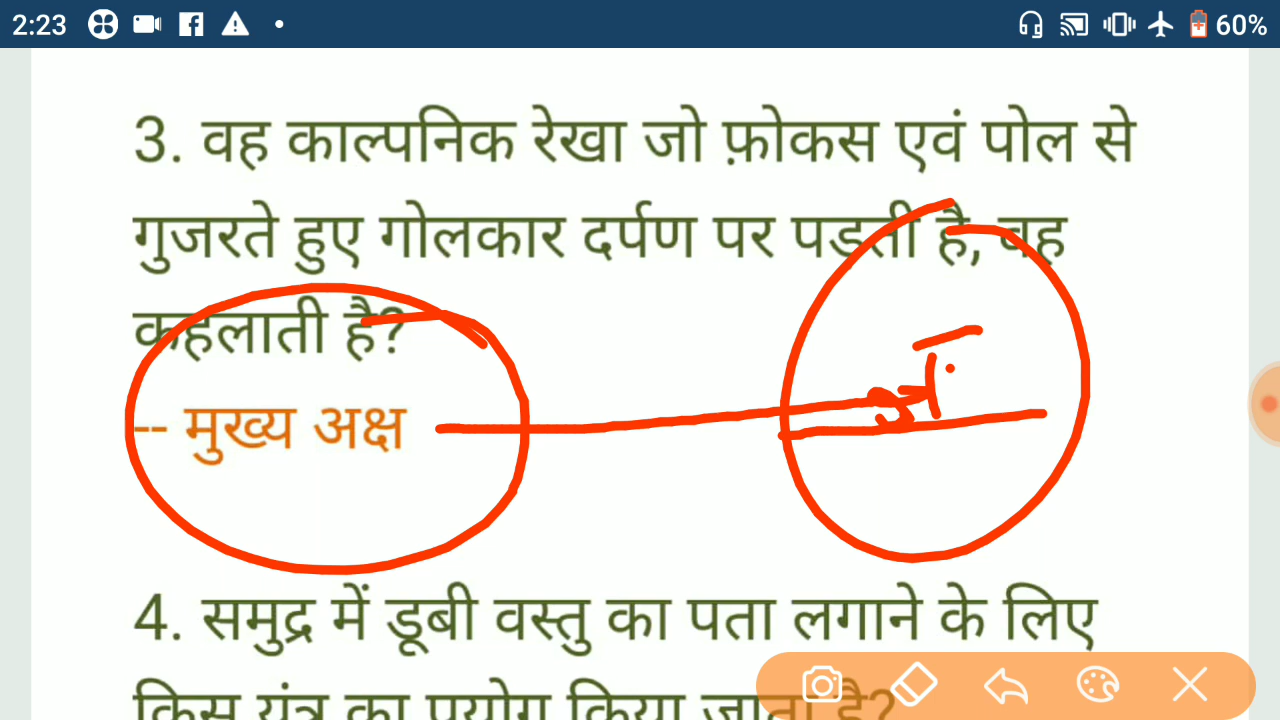 2:23
60%
3. वह काल्पनिक रेखा जो फ़ोकस एवं पोल से
गुजरते हुए गोलकार दर्पण पर पड़ती है, वह
कहलाती है?
-- मुख्य अक्ष
4. समुद्र में डूबी वस्तु का पता लगाने के लिए
किस यंत्र का प्रयोग किया जाता है?